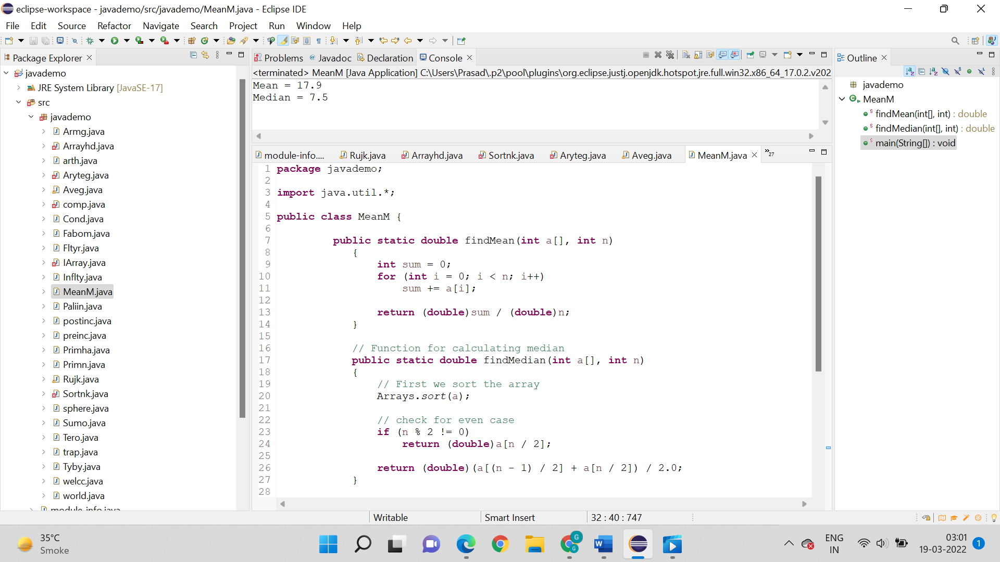 eclipse-workspace - javademo/src/javademo/MeanM.java - Eclipse IDE
File Edit Source Refactor Navigate Search Project Run Window Help
Package Explorer
javademo
JRE System Library [JavaSE-17]
src
javademo
Armg.java
Arrayhd.java
arth.java
Aryteg.java
Aveg.java
comp.java
Cond.java
Fabom.java
Fltyr.java
IArray.java
Inflty.java
MeanM.java
Paliin.java
postinc.java
preinc.java
Primha.java
Primn.java
Rujk.java
Sortnk.java
sphere.java
Sumo.java
Tero.java
trap.java
Tyby.java
welcc.java
world.java
module-info.java
Problems Javadoc Declaration Console
<terminated> MeanM [Java Application] C:\Users\Prasad\.p2\pool\plugins\org.eclipse.justj.openjdk.hotspot.jre.full.win32.x86_64_17.0.2.v202
Mean = 17.9
Median = 7.5
module-info.... Rujk.java Arrayhd.java Sortnk.java Aryteg.java Aveg.java MeanM.java »27
1 package javademo;
2
3 import java.util.*;
4
5 public class MeanM {
6
7 public static double findMean(int a[], int n)
8 {
9 int sum = 0;
10 for (int i = 0; i < n; i++)
11 sum += a[i];
12
13 return (double)sum / (double)n;
14 }
15
16 // Function for calculating median
17 public static double findMedian(int a[], int n)
18 {
19 // First we sort the array
20 Arrays.sort(a);
21
22 // check for even case
23 if (n % 2 != 0)
24 return (double)a[n / 2];
25
26 return (double)(a[(n - 1) / 2] + a[n / 2]) / 2.0;
27 }
28
Outline
javademo
MeanM
findMean(int[], int) : double
findMedian(int[], int) : double
main(String[]) : void
Writable Smart Insert 32 : 40 : 747
35°C
Smoke
ENG
IN
03:01
19-03-2022
1